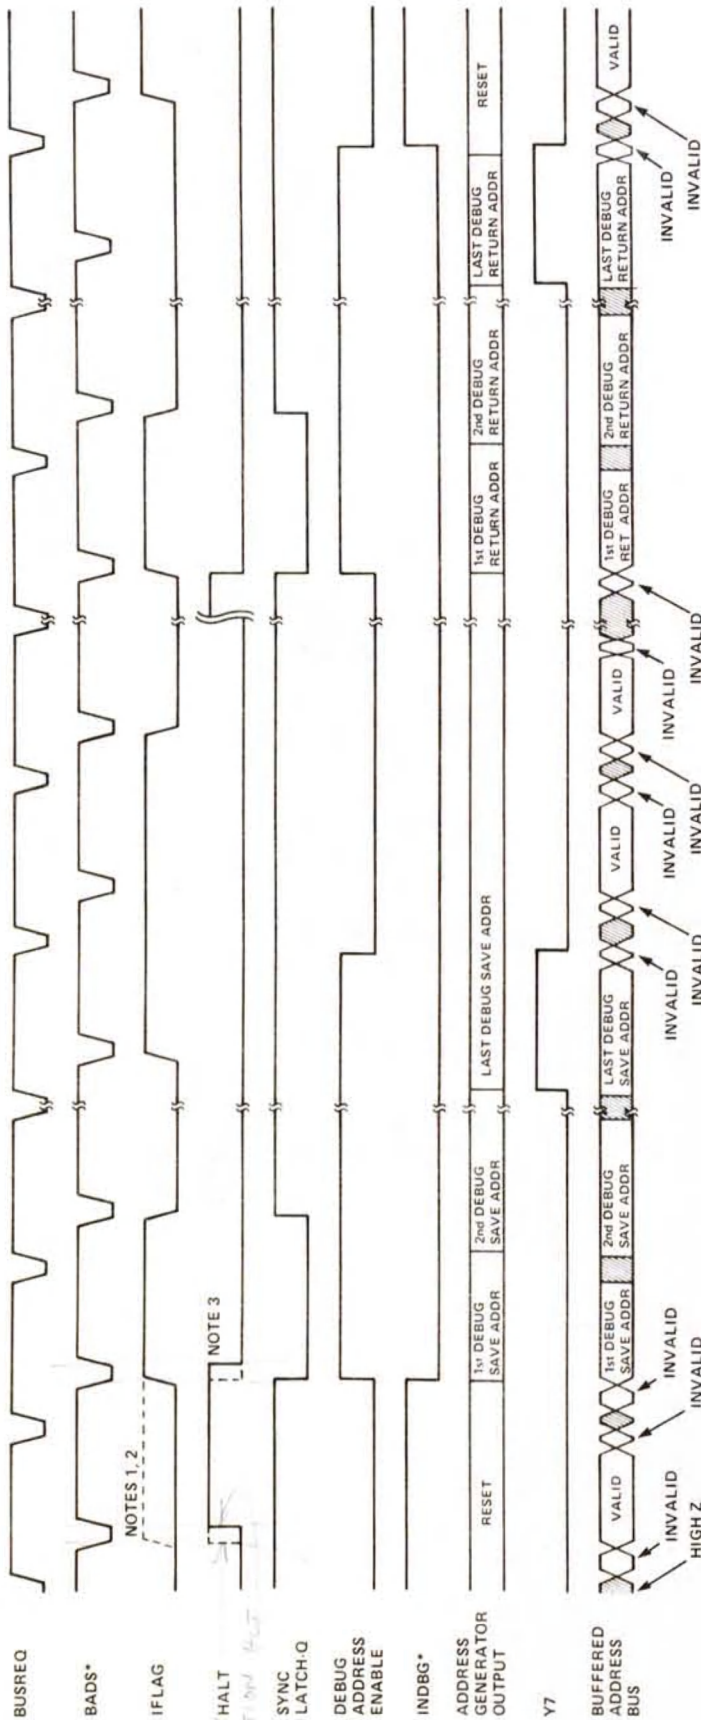 BUSREQ
BADS*
NOTES 1, 2
IFLAG
HALT
NOTE 3
SYNC
LATCH-Q
DEBUG
ADDRESS
ENABLE
INDBG*
ADDRESS
GENERATOR
OUTPUT
RESET
1st DEBUG
SAVE ADDR
2nd DEBUG
SAVE ADDR
LAST DEBUG SAVE ADDR
1st DEBUG
RETURN ADDR
2nd DEBUG
RETURN ADDR
LAST DEBUG
RETURN ADDR
RESET
Y7
BUFFERED
ADDRESS
BUS
VALID
1st DEBUG
SAVE ADDR
2nd DEBUG
SAVE ADDR
LAST DEBUG
SAVE ADDR
VALID
VALID
1st DEBUG
RET ADDR
2nd DEBUG
RETURN ADDR
LAST DEBUG
RETURN ADDR
VALID
HIGH Z
INVALID
INVALID
INVALID
INVALID
INVALID
INVALID
INVALID
INVALID
INVALID
INVALID
INVALID